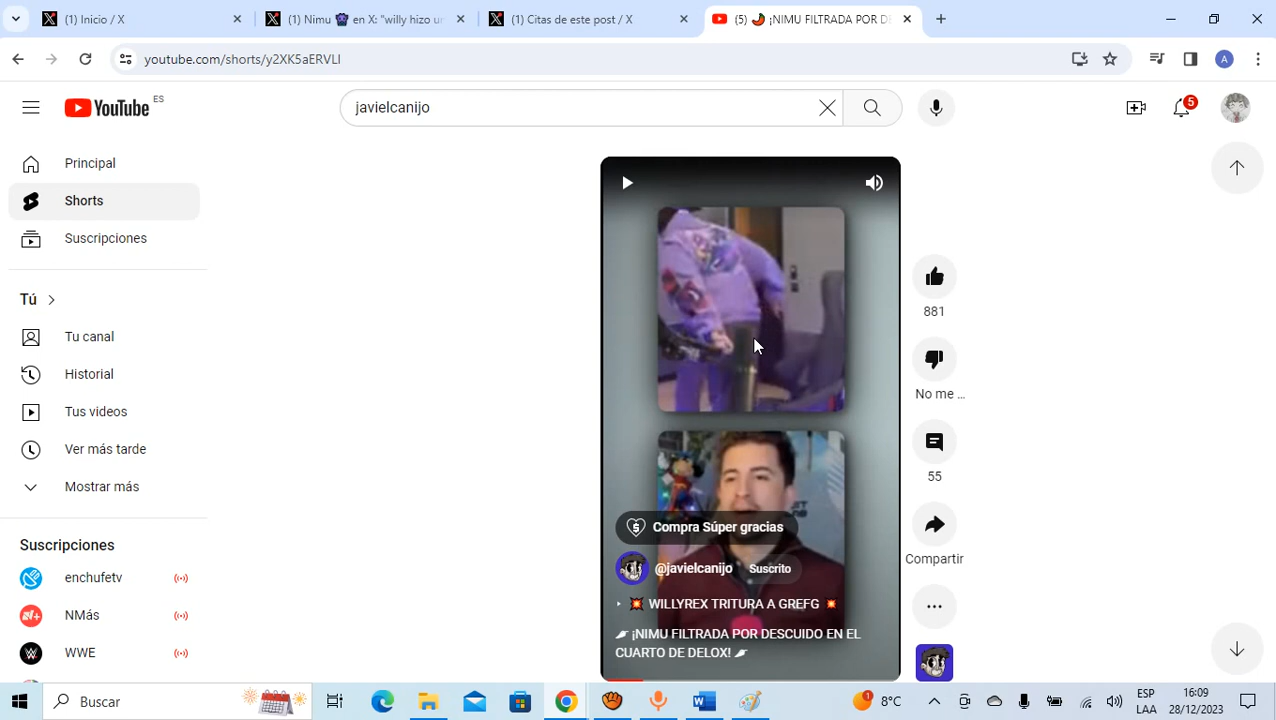 (1) Inicio / X
(1) Nimu 👿 en X: "willy hizo un
(1) Citas de este post / X
(5) 🌶 ¡NIMU FILTRADA POR DE
youtube.com/shorts/y2XK5aERVLI
A
YouTube ES
javielcanijo
5
Principal
Shorts
Suscripciones
Tú
Tu canal
Historial
Tus videos
Ver más tarde
Mostrar más
Suscripciones
enchufetv
NMás
WWE
881
No me ...
55
Compartir
Compra Súper gracias
@javielcanijo Suscrito
💥 WILLYREX TRITURA A GREFG 💥
¡NIMU FILTRADA POR DESCUIDO EN EL
CUARTO DE DELOX!
Buscar
1
8°C
ESP
LAA
16:09
28/12/2023